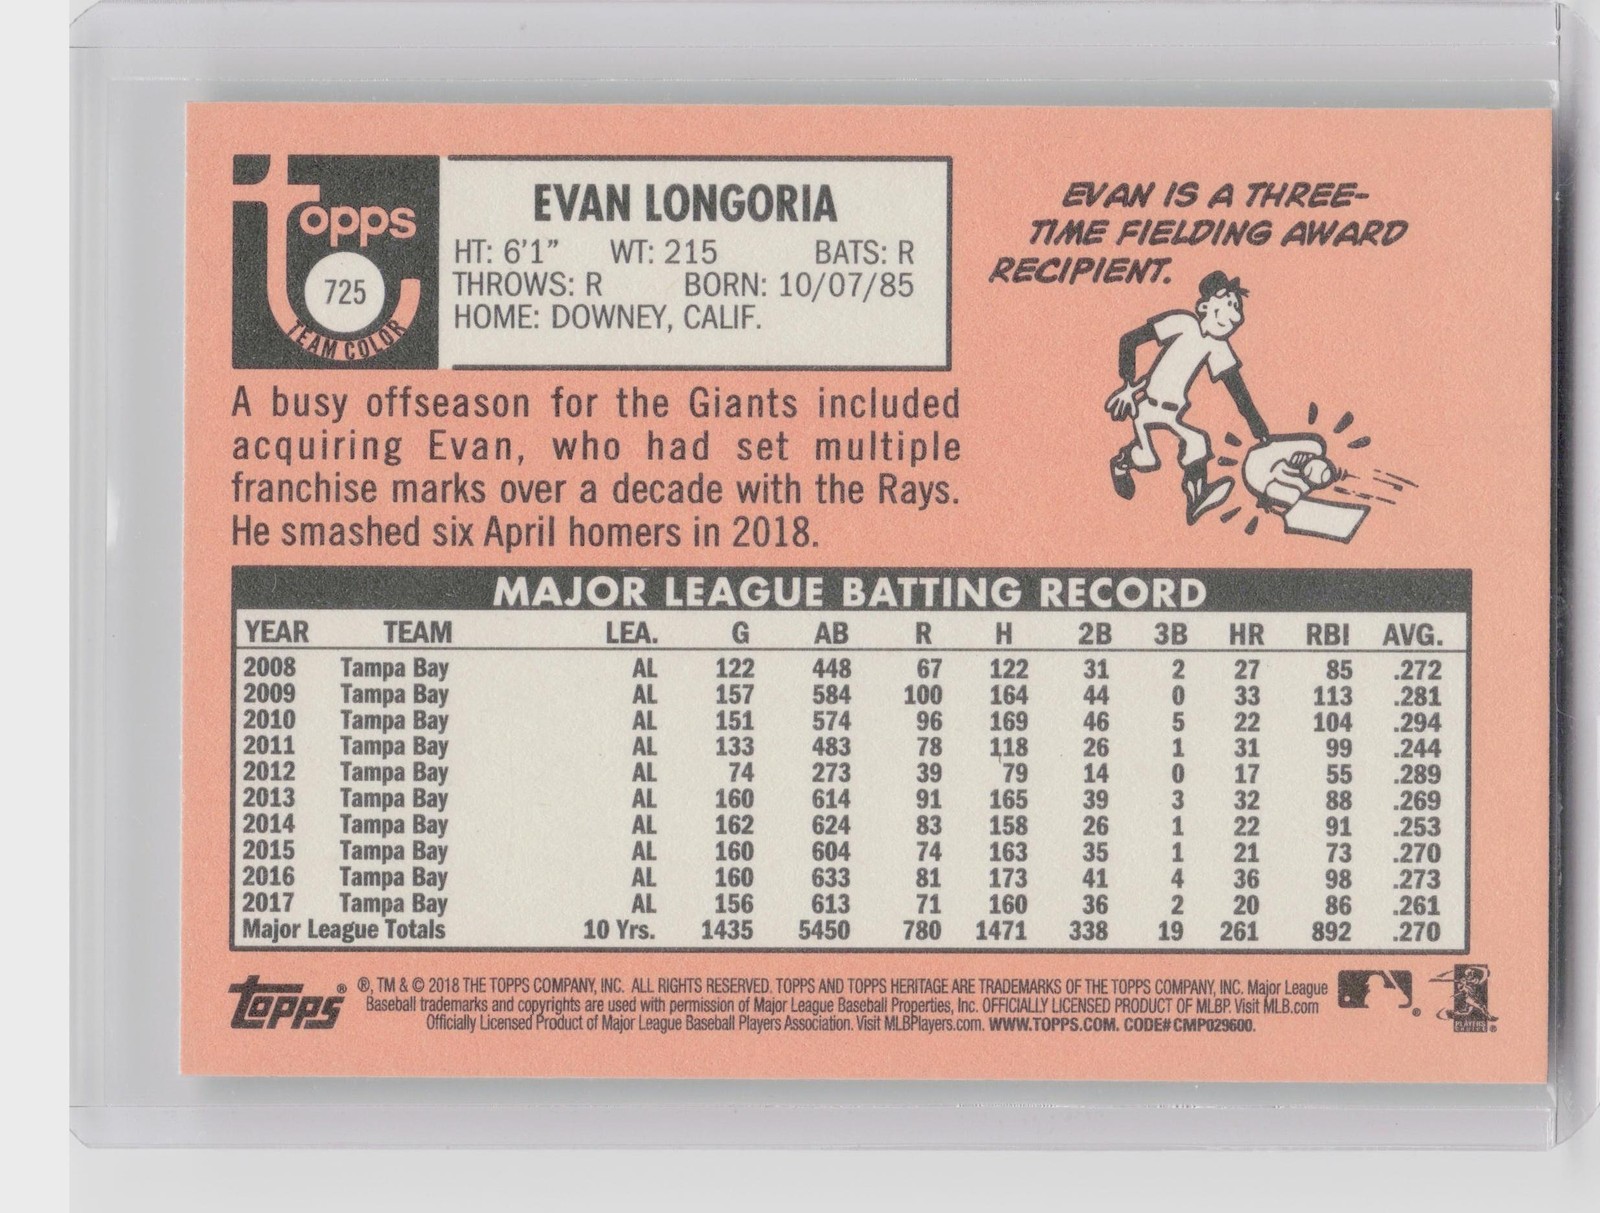 topps
725
TEAM COLOR
EVAN LONGORIA
HT: 6'1" WT: 215 BATS: R
THROWS: R BORN: 10/07/85
HOME: DOWNEY, CALIF.
EVAN IS A THREE-
TIME FIELDING AWARD
RECIPIENT.
A busy offseason for the Giants included
acquiring Evan, who had set multiple
franchise marks over a decade with the Rays.
He smashed six April homers in 2018.
MAJOR LEAGUE BATTING RECORD
YEAR TEAM LEA. G AB R H 2B 3B HR RBI AVG.
2008 Tampa Bay AL 122 448 67 122 31 2 27 85 .272
2009 Tampa Bay AL 157 584 100 164 44 0 33 113 .281
2010 Tampa Bay AL 151 574 96 169 46 5 22 104 .294
2011 Tampa Bay AL 133 483 78 118 26 1 31 99 .244
2012 Tampa Bay AL 74 273 39 79 14 0 17 55 .289
2013 Tampa Bay AL 160 614 91 165 39 3 32 88 .269
2014 Tampa Bay AL 162 624 83 158 26 1 22 91 .253
2015 Tampa Bay AL 160 604 74 163 35 1 21 73 .270
2016 Tampa Bay AL 160 633 81 173 41 4 36 98 .273
2017 Tampa Bay AL 156 613 71 160 36 2 20 86 .261
Major League Totals 10 Yrs. 1435 5450 780 1471 338 19 261 892 .270
topps® ®, TM & © 2018 THE TOPPS COMPANY, INC. ALL RIGHTS RESERVED. TOPPS AND TOPPS HERITAGE ARE TRADEMARKS OF THE TOPPS COMPANY, INC. Major League
Baseball trademarks and copyrights are used with permission of Major League Baseball Properties, Inc. OFFICIALLY LICENSED PRODUCT OF MLBP. Visit MLB.com
Officially Licensed Product of Major League Baseball Players Association. Visit MLBPlayers.com. WWW.TOPPS.COM. CODE# CMP029600.